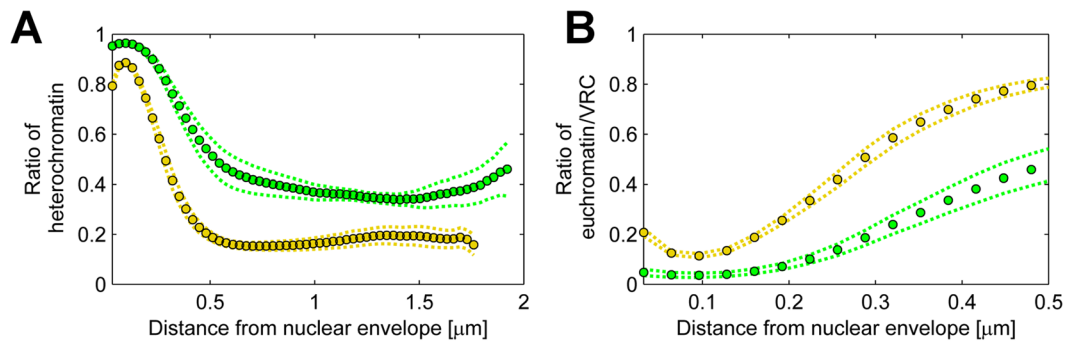 A
B
Ratio of
heterochromatin
1
0.8
0.6
0.4
0.2
0
0.5
1
1.5
2
Distance from nuclear envelope [μm]
Ratio of
euchromatin/VRC
1
0.8
0.6
0.4
0.2
0
0.1
0.2
0.3
0.4
0.5
Distance from nuclear envelope [μm]